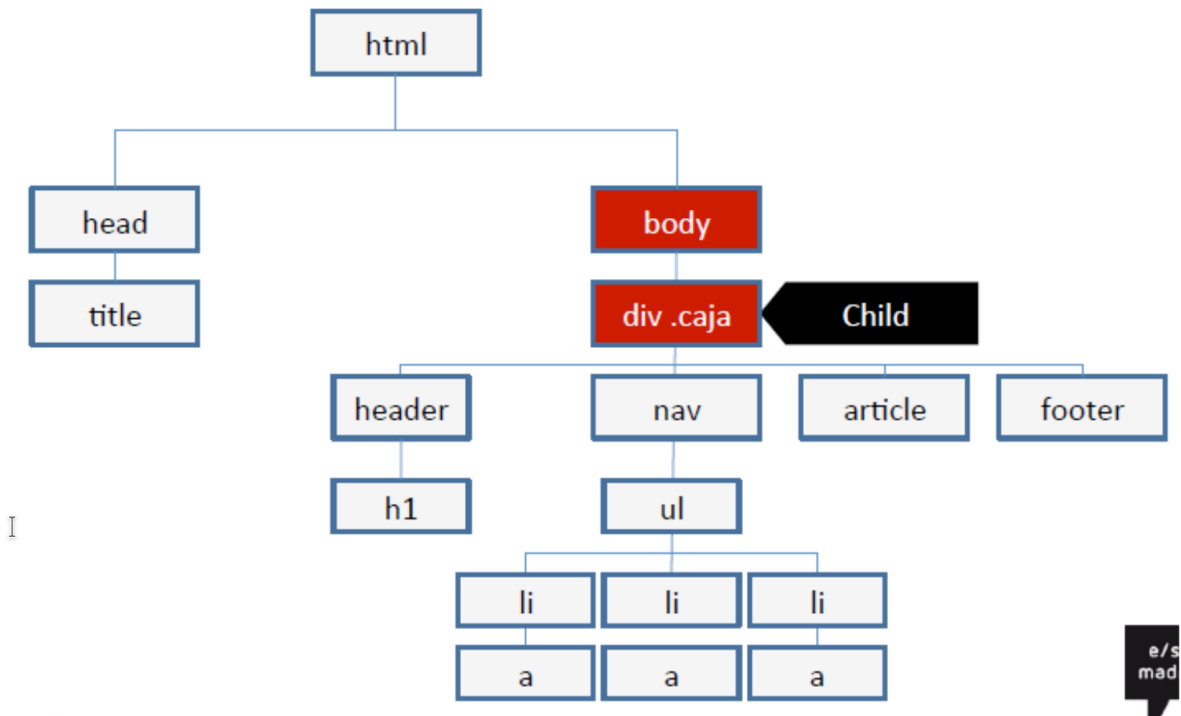 html
head
body
title
div .caja
Child
header
nav
article
footer
h1
ul
li
li
li
a
a
a
e/s
mad